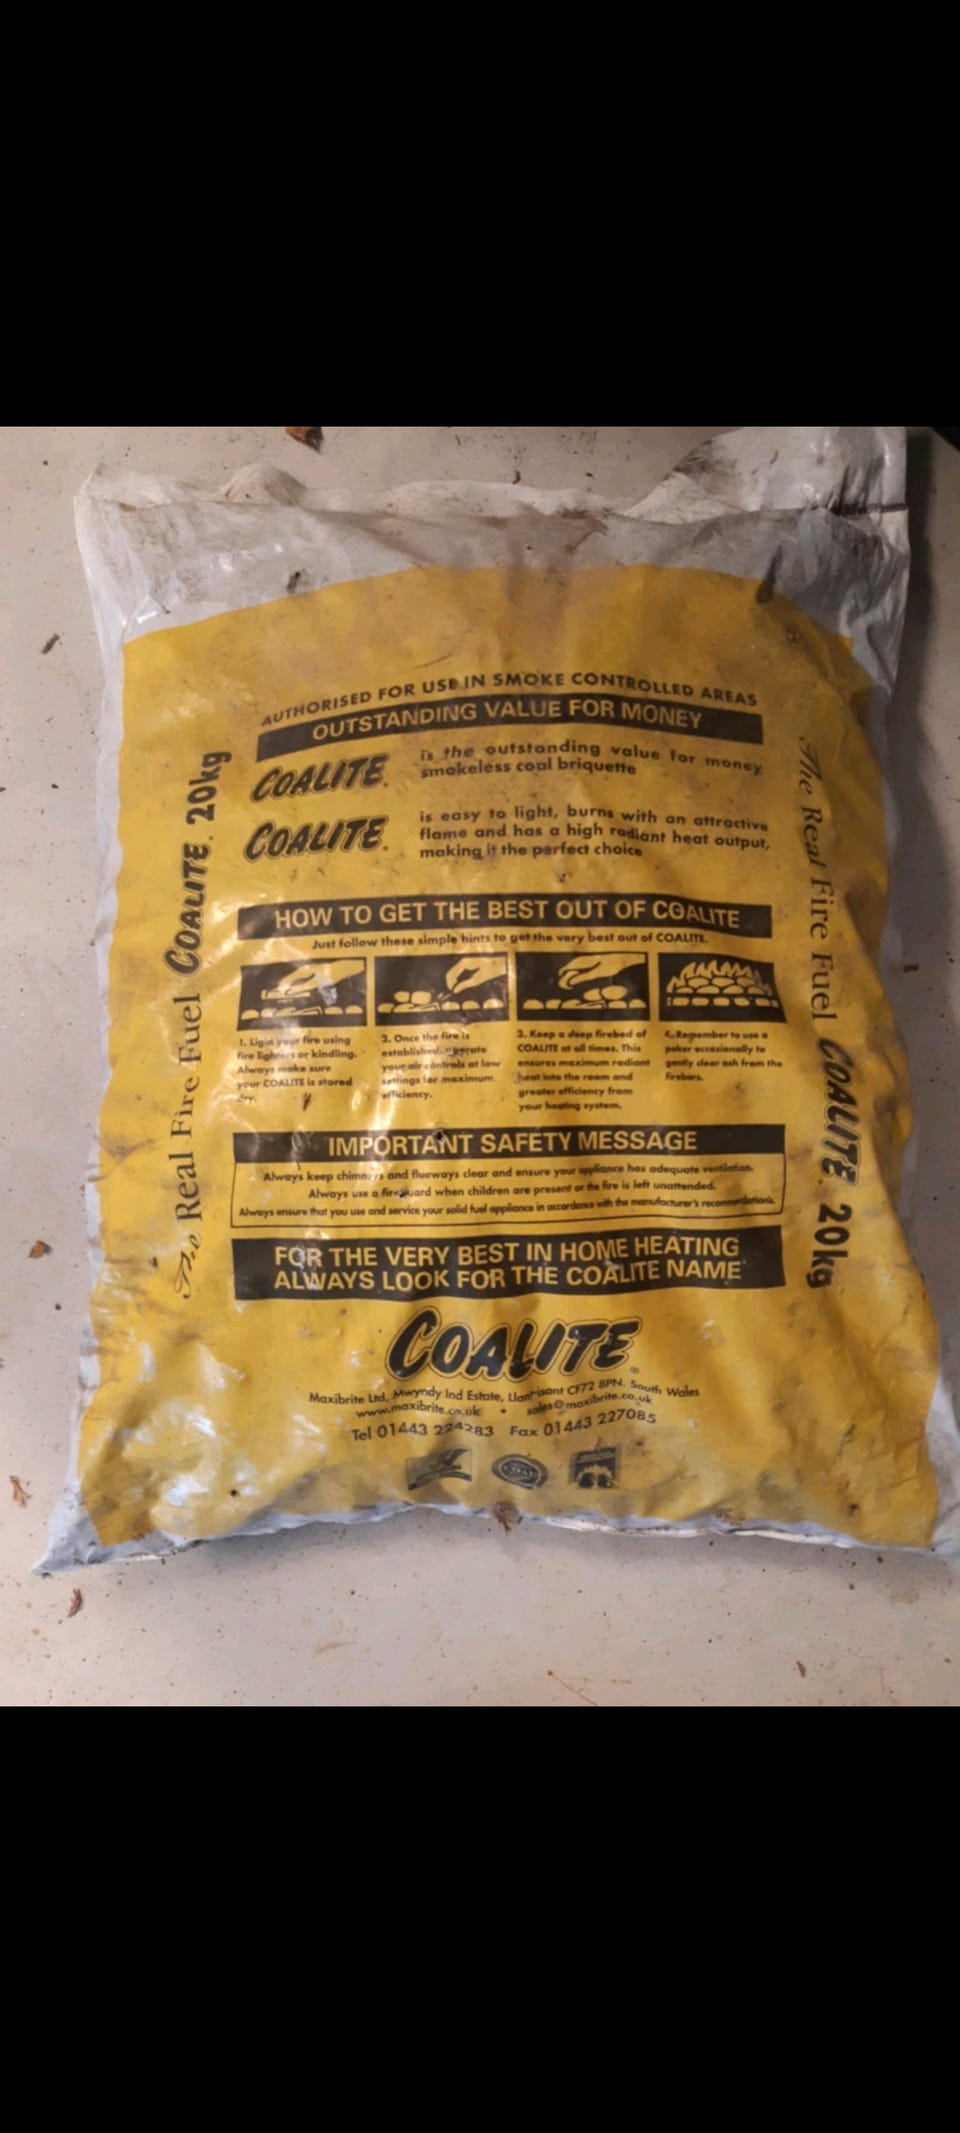 AUTHORISED FOR USE IN SMOKE CONTROLLED AREAS
OUTSTANDING VALUE FOR MONEY
COALITE. is the outstanding value for money
smokeless coal briquette
COALITE. is easy to light, burns with an attractive
flame and has a high radiant heat output,
making it the perfect choice
HOW TO GET THE BEST OUT OF COALITE
Just follow these simple hints to get the very best out of COALITE.
1. Light your fire using
fire lighters or kindling.
Always make sure
your COALITE is stored
dry.
2. Once the fire is
established, operate
your air controls at low
settings for maximum
efficiency.
3. Keep a deep firebed of
COALITE at all times. This
ensures maximum radiant
heat into the room and
greater efficiency from
your heating system.
4. Remember to use a
poker occasionally to
gently clear ash from the
firebars.
IMPORTANT SAFETY MESSAGE
Always keep chimneys and flueways clear and ensure your appliance has adequate ventilation.
Always use a fireguard when children are present or the fire is left unattended.
Always ensure that you use and service your solid fuel appliance in accordance with the manufacturer's recommendations.
FOR THE VERY BEST IN HOME HEATING
ALWAYS LOOK FOR THE COALITE NAME
COALITE®
Maxibrite Ltd, Mwyndy Ind Estate, Llantrisant CF72 8PN. South Wales
www.maxibrite.co.uk • sales@maxibrite.co.uk
Tel 01443 224283 Fax 01443 227085
The Real Fire Fuel COALITE. 20kg
The Real Fire Fuel COALITE. 20kg